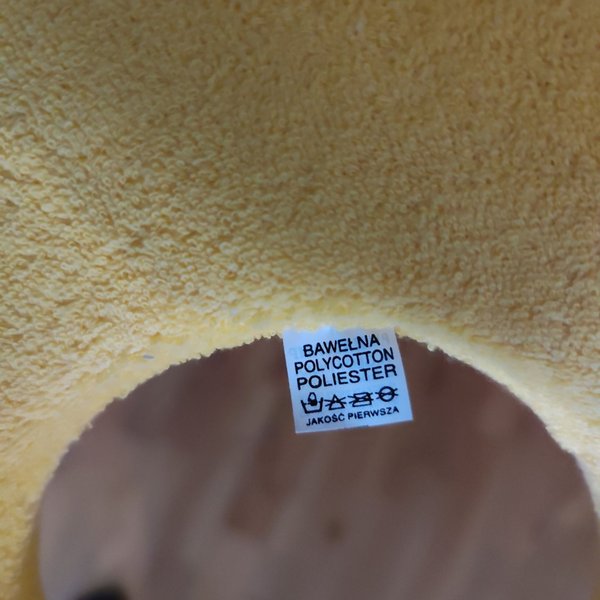 BAWEŁNA
POLYCOTTON
POLIESTER
JAKOŚĆ PIERWSZA